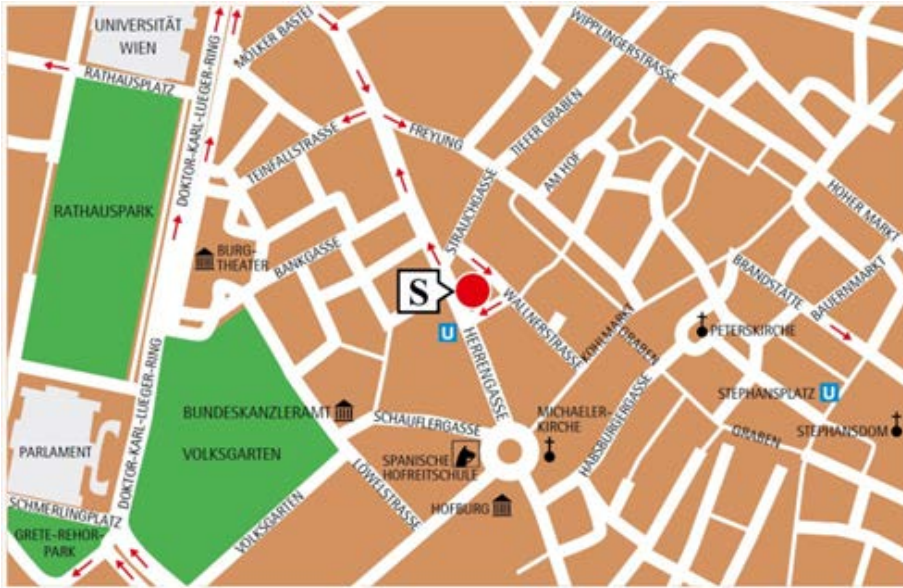 UNIVERSITÄT
WIEN
RATHAUSPLATZ
MÖLKER BASTEI
WIPPLINGERSTRASSE
DOKTOR-KARL-LUEGER-RING
TEINFALLSTRASSE
FREYUNG
TIEFER GRABEN
AM HOF
HOHER MARKT
RATHAUSPARK
STRAUCHGASSE
BURG-
THEATER
BANKGASSE
BRANDSTÄTTE
BAUERNMARKT
S
U
WALLNERSTRASSE
KOHLMARKT
GRABEN
PETERSKIRCHE
HERRENGASSE
DOKTOR-KARL-LUEGER-RING
HABSBURGERGASSE
STEPHANSPLATZ U
BUNDESKANZLERAMT
SCHAUFLERGASSE
MICHAELER-
KIRCHE
GRABEN
STEPHANSDOM
PARLAMENT
VOLKSGARTEN
SPANISCHE
HOFREITSCHULE
LÖWELSTRASSE
HOFBURG
VOLKSGARTEN
SCHMERLINGPLATZ
GRETE-REHOR-
PARK